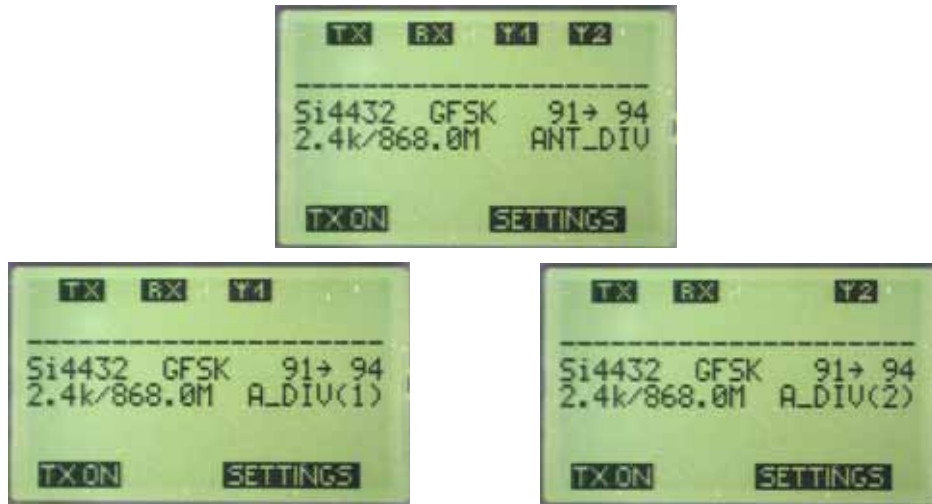 TX RX Y1 Y2
Si4432 GFSK 91→ 94
2.4k/868.0M ANT_DIV
TX ON SETTINGS
TX RX Y1
Si4432 GFSK 91→ 94
2.4k/868.0M A_DIV(1)
TX ON SETTINGS
TX RX Y2
Si4432 GFSK 91→ 94
2.4k/868.0M A_DIV(2)
TX ON SETTINGS